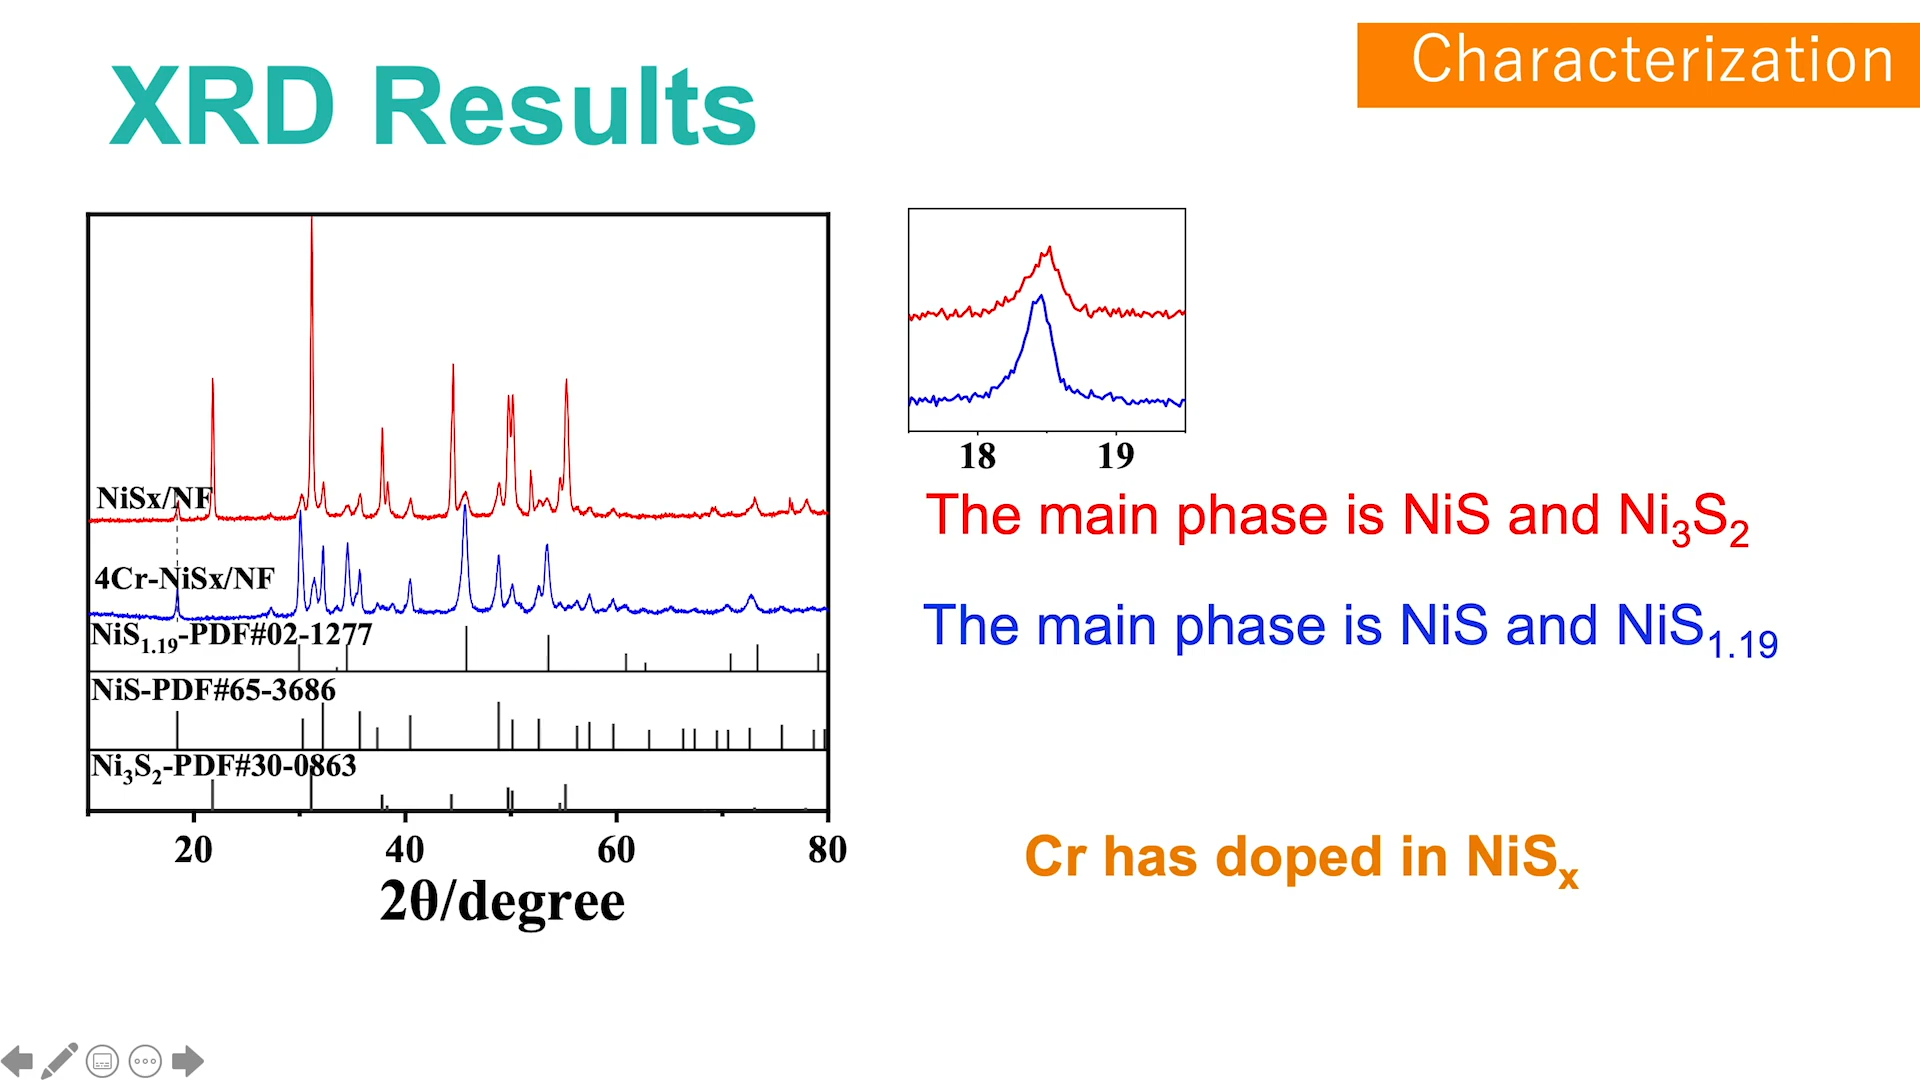 Characterization
XRD Results
NiSx/NF
4Cr-NiSx/NF
NiS₁.₁₉-PDF#02-1277
NiS-PDF#65-3686
Ni₃S₂-PDF#30-0863
20 40 60 80
2θ/degree
18 19
The main phase is NiS and Ni₃S₂
The main phase is NiS and NiS₁.₁₉
Cr has doped in NiSₓ